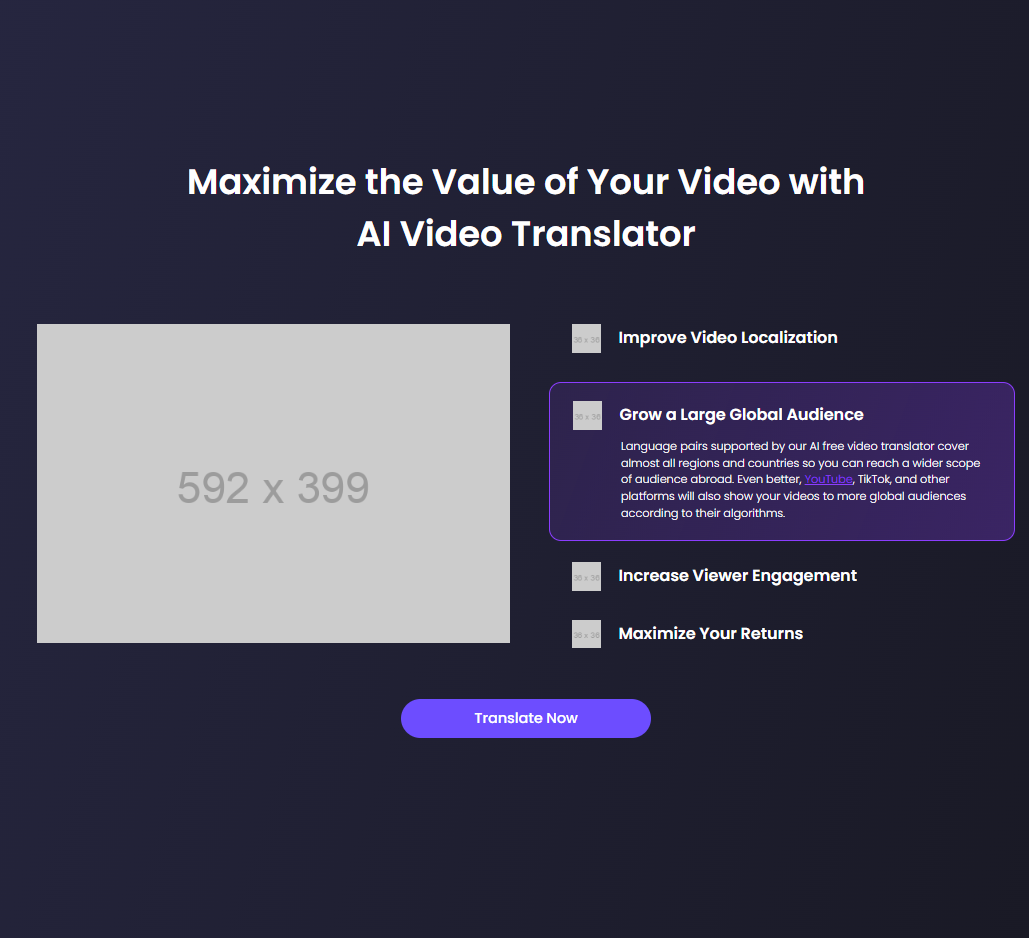 Maximize the Value of Your Video with
AI Video Translator
592 x 399
36 x 36
Improve Video Localization
36 x 36
Grow a Large Global Audience
Language pairs supported by our AI free video translator cover
almost all regions and countries so you can reach a wider scope
of audience abroad. Even better, YouTube, TikTok, and other
platforms will also show your videos to more global audiences
according to their algorithms.
36 x 36
Increase Viewer Engagement
36 x 36
Maximize Your Returns
Translate Now